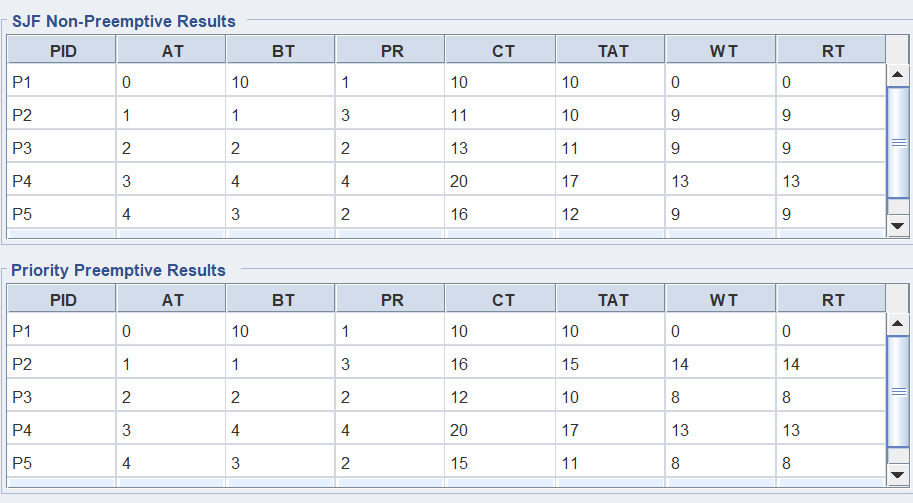 SJF Non-Preemptive Results
PID AT BT PR CT TAT WT RT
P1 0 10 1 10 10 0 0
P2 1 1 3 11 10 9 9
P3 2 2 2 13 11 9 9
P4 3 4 4 20 17 13 13
P5 4 3 2 16 12 9 9
Priority Preemptive Results
PID AT BT PR CT TAT WT RT
P1 0 10 1 10 10 0 0
P2 1 1 3 16 15 14 14
P3 2 2 2 12 10 8 8
P4 3 4 4 20 17 13 13
P5 4 3 2 15 11 8 8